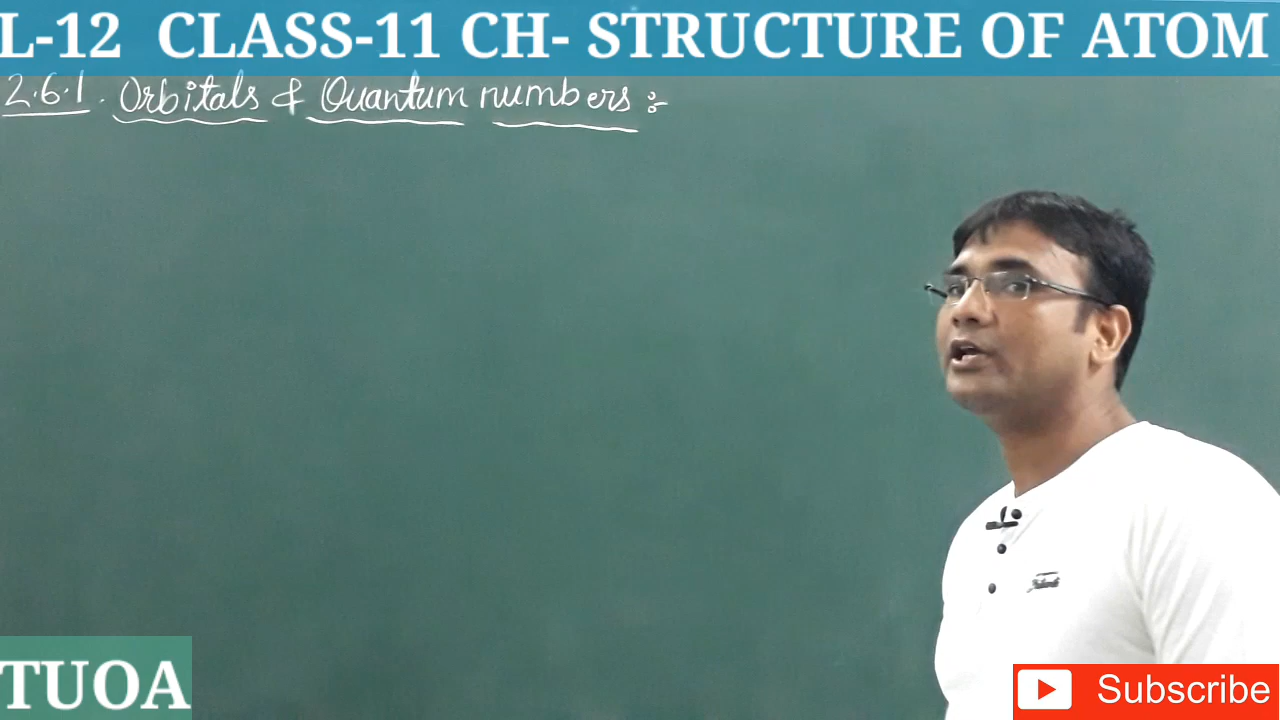 L-12 CLASS-11 CH- STRUCTURE OF ATOM
2.6.1. Orbitals & Quantum numbers :-
TUOA
Subscribe